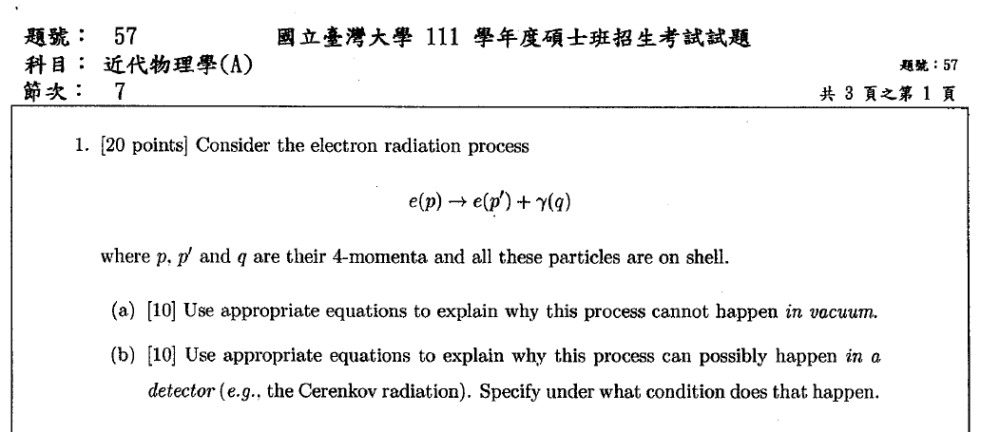 題號： 57 國立臺灣大學 111 學年度碩士班招生考試試題
科目： 近代物理學(A)
題號：57
節次： 7
共 3 頁之第 1 頁
1. [20 points] Consider the electron radiation process
e(p) → e(p′) + γ(q)
where p, p′ and q are their 4-momenta and all these particles are on shell.
(a) [10] Use appropriate equations to explain why this process cannot happen in vacuum.
(b) [10] Use appropriate equations to explain why this process can possibly happen in a
detector (e.g., the Cerenkov radiation). Specify under what condition does that happen.